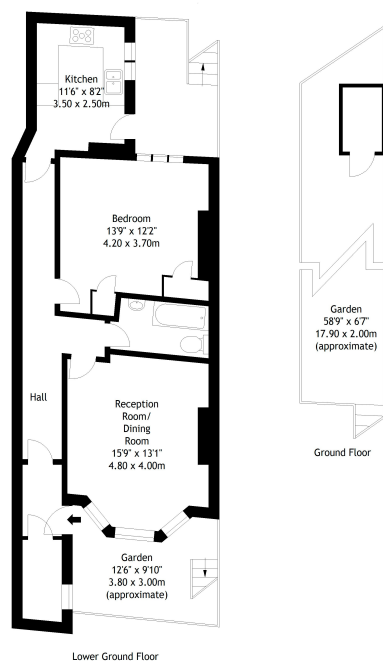 Kitchen
11'6" x 8'2"
3.50 x 2.50m
Bedroom
13'9" x 12'2"
4.20 x 3.70m
Hall
Reception
Room/
Dining
Room
15'9" x 13'1"
4.80 x 4.00m
Garden
12'6" x 9'10"
3.80 x 3.00m
(approximate)
Lower Ground Floor
Garden
58'9" x 6'7"
17.90 x 2.00m
(approximate)
Ground Floor